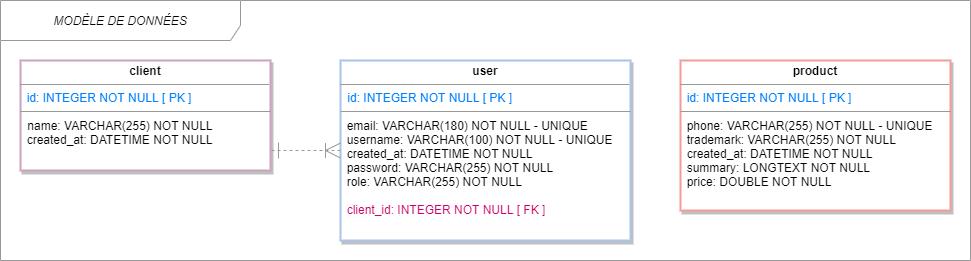 MODÈLE DE DONNÉES
client
id: INTEGER NOT NULL [ PK ]
name: VARCHAR(255) NOT NULL
created_at: DATETIME NOT NULL
user
id: INTEGER NOT NULL [ PK ]
email: VARCHAR(180) NOT NULL - UNIQUE
username: VARCHAR(100) NOT NULL - UNIQUE
created_at: DATETIME NOT NULL
password: VARCHAR(255) NOT NULL
role: VARCHAR(255) NOT NULL
client_id: INTEGER NOT NULL [ FK ]
product
id: INTEGER NOT NULL [ PK ]
phone: VARCHAR(255) NOT NULL - UNIQUE
trademark: VARCHAR(255) NOT NULL
created_at: DATETIME NOT NULL
summary: LONGTEXT NOT NULL
price: DOUBLE NOT NULL